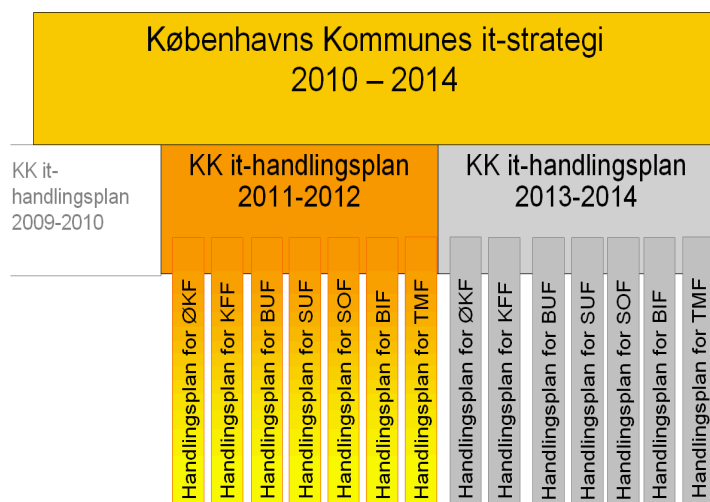 Københavns Kommunes it-strategi
2010 – 2014
KK it-
handlingsplan
2009-2010
KK it-handlingsplan
2011-2012
KK it-handlingsplan
2013-2014
Handlingsplan for ØKF
Handlingsplan for KFF
Handlingsplan for BUF
Handlingsplan for SUF
Handlingsplan for SOF
Handlingsplan for BIF
Handlingsplan for TMF
Handlingsplan for ØKF
Handlingsplan for KFF
Handlingsplan for BUF
Handlingsplan for SUF
Handlingsplan for SOF
Handlingsplan for BIF
Handlingsplan for TMF